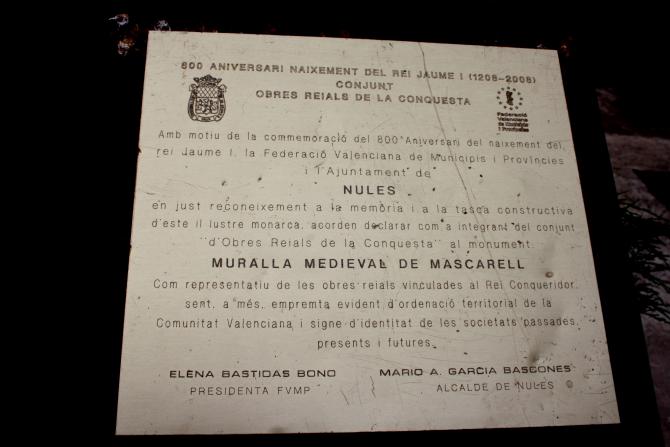 800 ANIVERSARI NAIXEMENT DEL REI JAUME I (1208-2008)
CONJUNT
OBRES REIALS DE LA CONQUESTA
Federació
Valenciana
de Municipis
i Províncies
Amb motiu de la commemoració del 800 Aniversari del naixement del
rei Jaume I, la Federació Valenciana de Municipis i Províncies
i l'Ajuntament de
NULES
en just reconeixement a la memòria i a la tasca constructiva
d'este il·lustre monarca, acorden declarar com a integrant del conjunt
"d'Obres Reials de la Conquesta" al monument:
MURALLA MEDIEVAL DE MASCARELL
Com representatiu de les obres reials vinculades al Rei Conqueridor,
sent, a més, empremta evident d'ordenació territorial de la
Comunitat Valenciana i signe d'identitat de les societats passades,
presents i futures.
ELENA BASTIDAS BONO
PRESIDENTA FVMP
MARIO A. GARCIA BASCONES
ALCALDE DE NULES